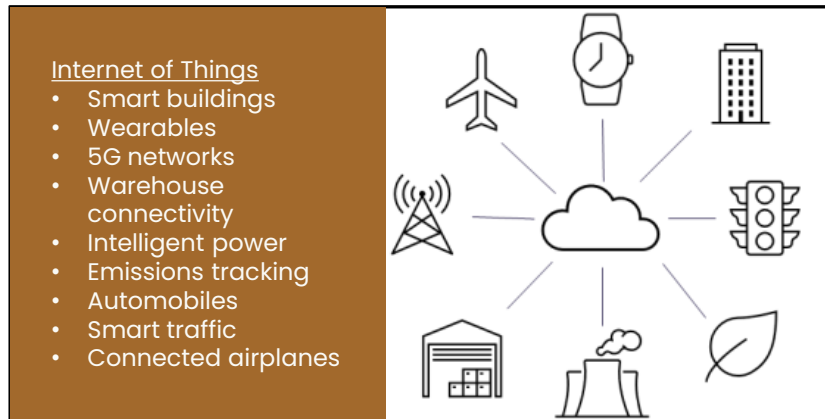 Internet of Things
• Smart buildings
• Wearables
• 5G networks
• Warehouse
connectivity
• Intelligent power
• Emissions tracking
• Automobiles
• Smart traffic
• Connected airplanes